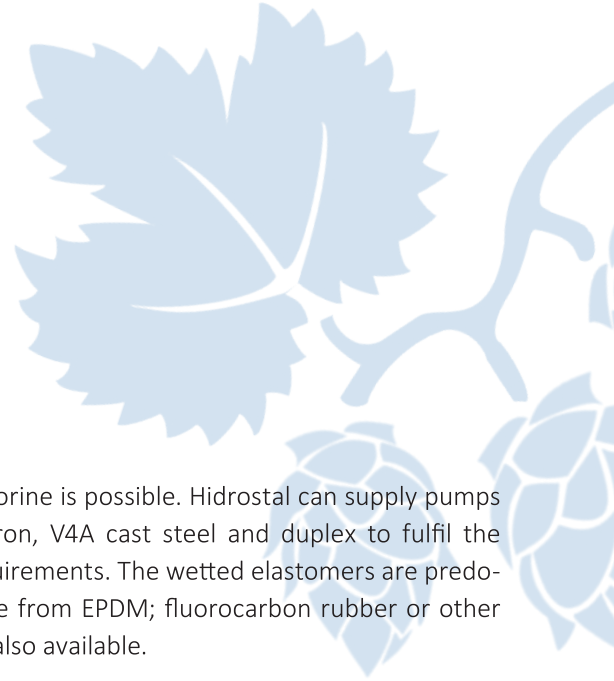 orine is possible. Hidrostal can supply pumps
ron, V4A cast steel and duplex to fulfil the
uirements. The wetted elastomers are predo-
e from EPDM; fluorocarbon rubber or other
also available.